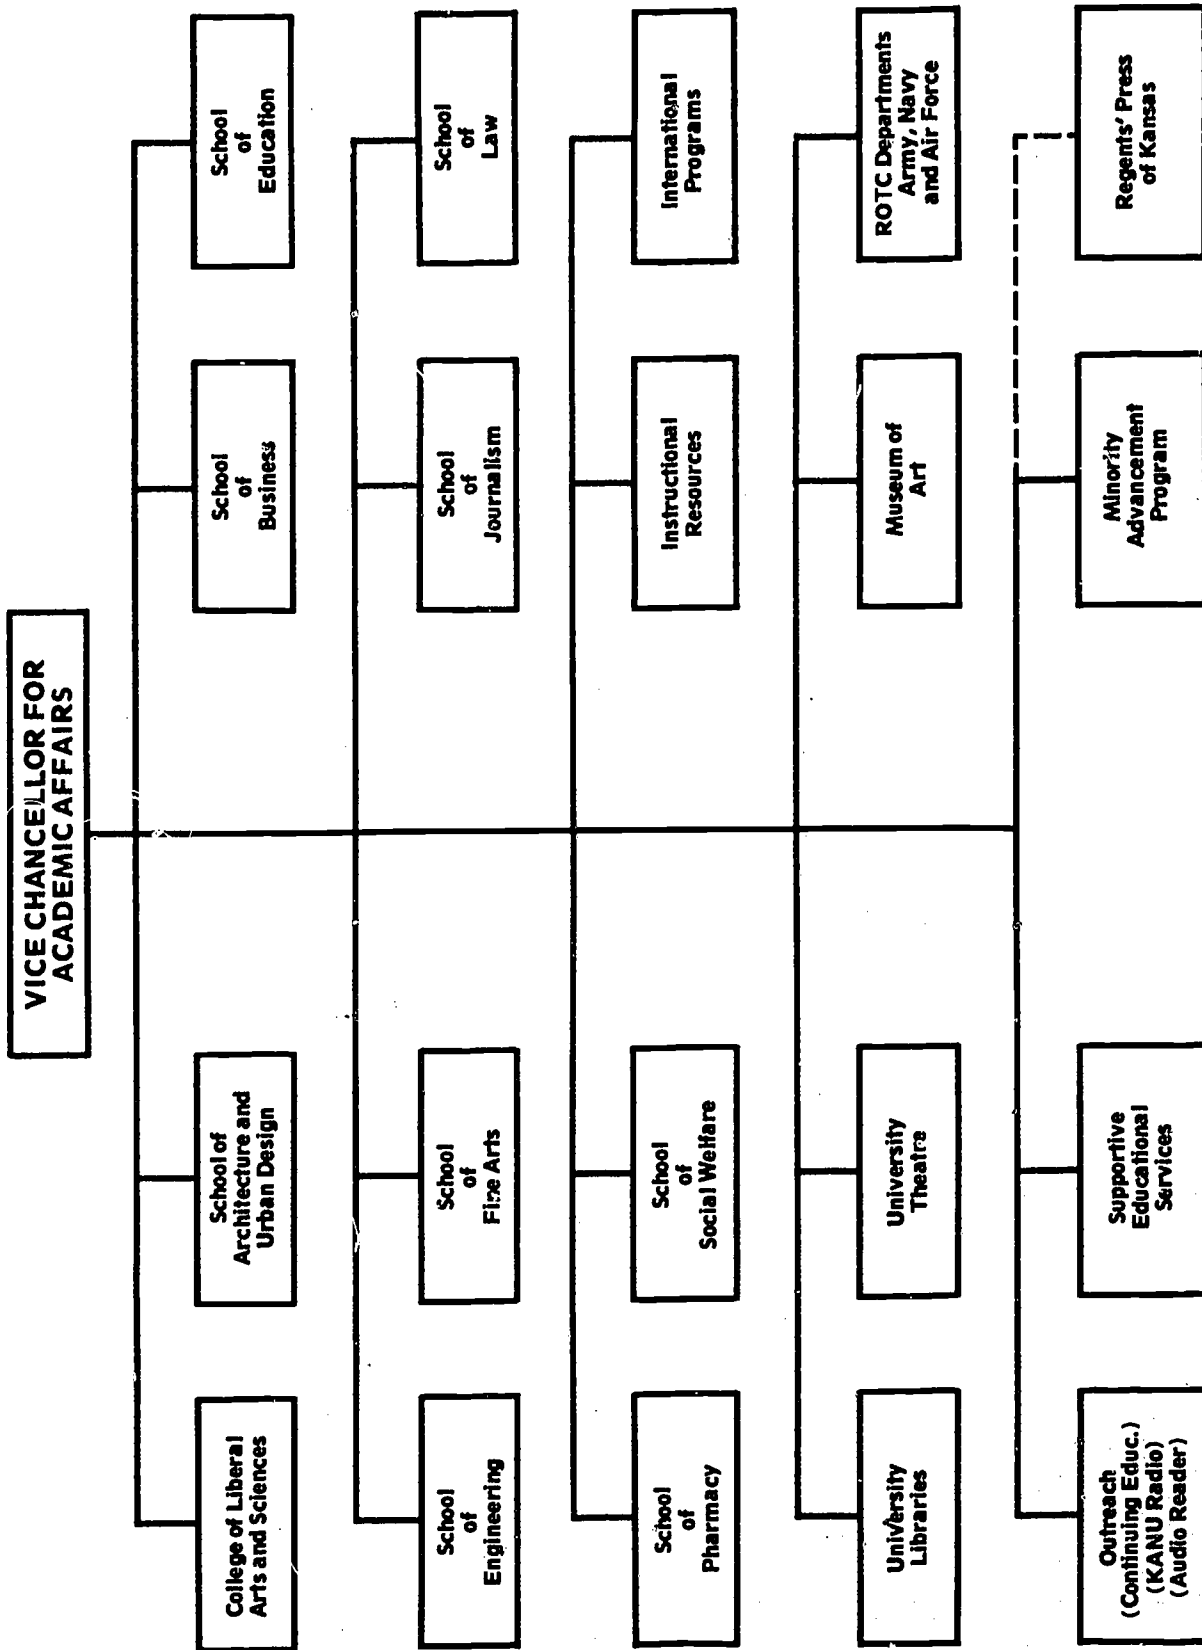 VICE CHANCELLOR FOR
ACADEMIC AFFAIRS
College of Liberal
Arts and Sciences
School of
Architecture and
Urban Design
School
of
Business
School
of
Education
School
of
Engineering
School
of
Fine Arts
School
of
Journalism
School
of
Law
School
of
Pharmacy
School
of
Social Welfare
Instructional
Resources
International
Programs
University
Libraries
University
Theatre
Museum of
Art
ROTC Departments
Army, Navy
and Air Force
Outreach
(Continuing Educ.)
(KANU Radio)
(Audio Reader)
Supportive
Educational
Services
Minority
Advancement
Program
Regents' Press
of Kansas